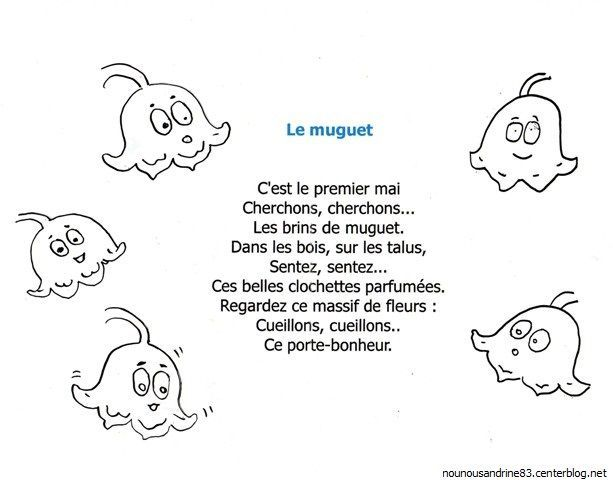 Le muguet
C'est le premier mai
Cherchons, cherchons...
Les brins de muguet.
Dans les bois, sur les talus,
Sentez, sentez...
Ces belles clochettes parfumées.
Regardez ce massif de fleurs :
Cueillons, cueillons..
Ce porte-bonheur.
nounousandrine83.centerblog.net